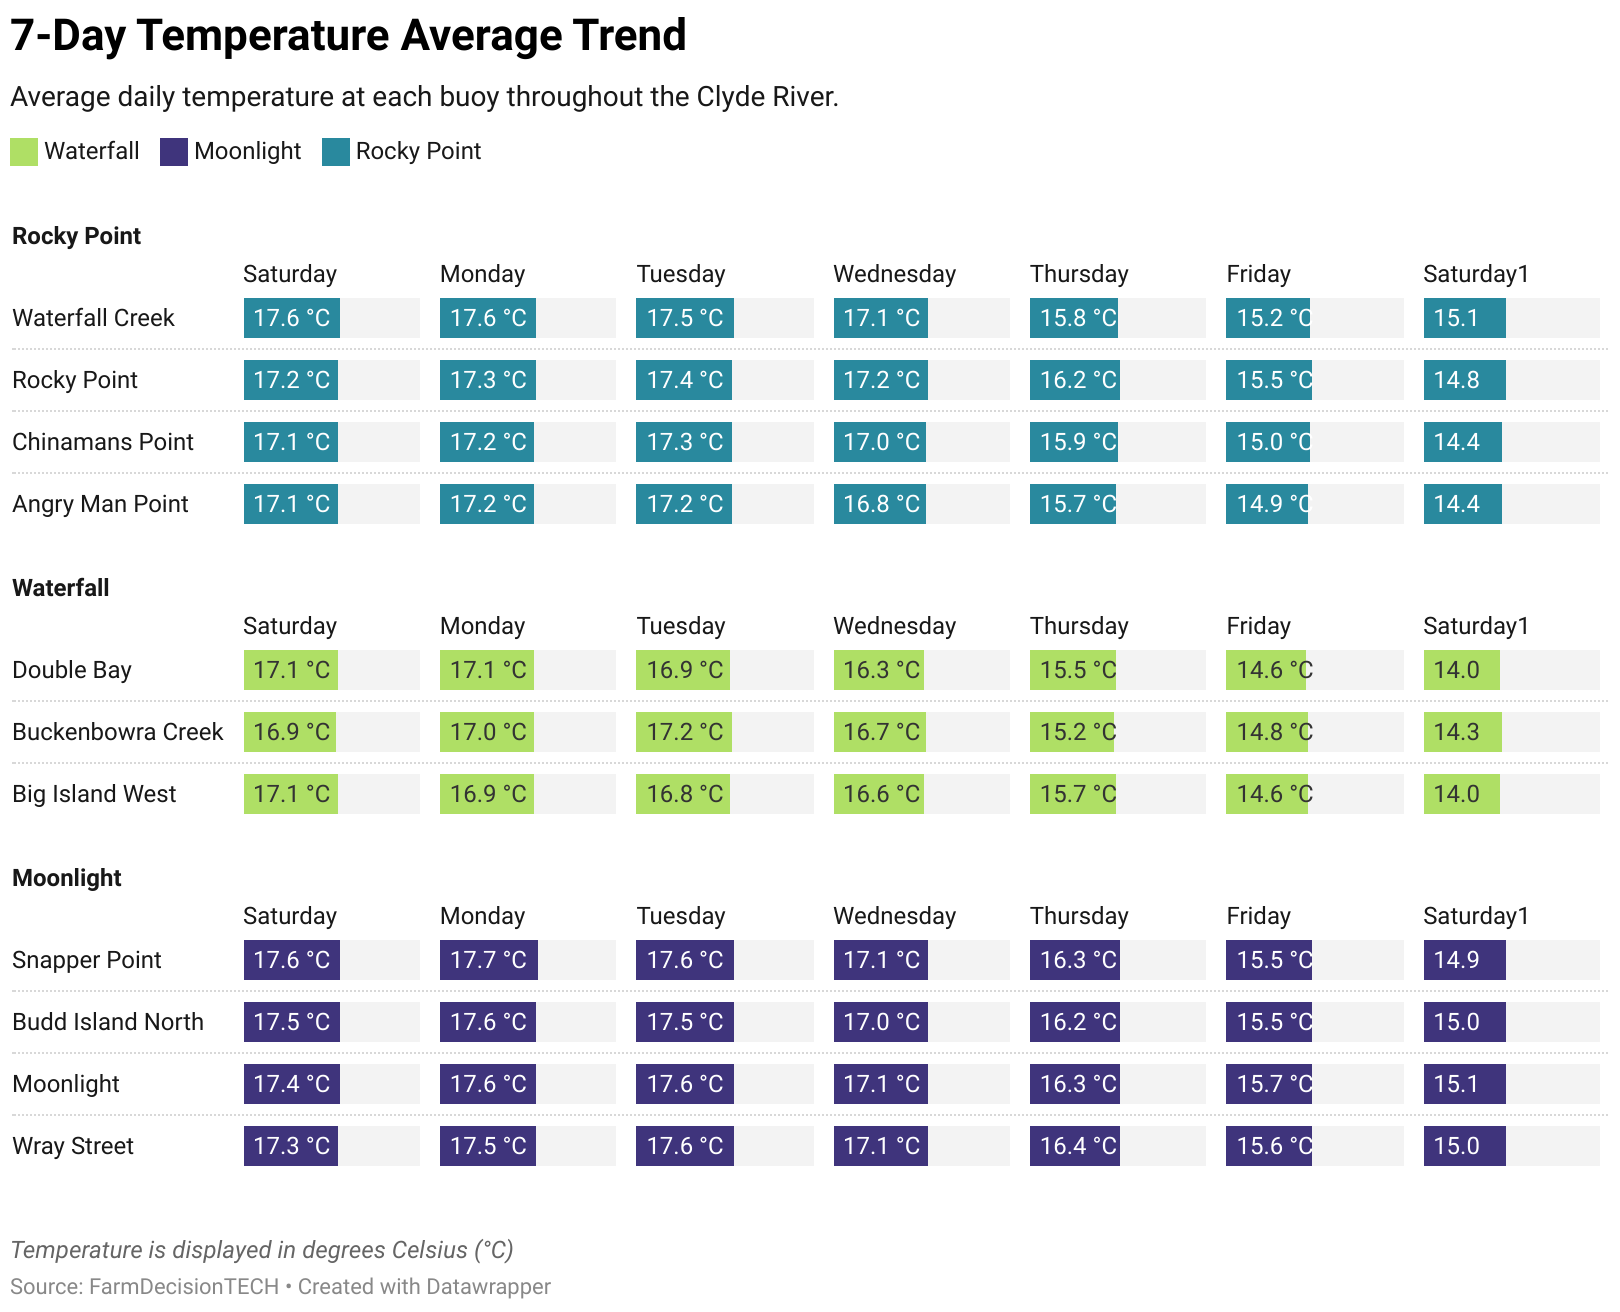 7-Day Temperature Average Trend
Average daily temperature at each buoy throughout the Clyde River.
Waterfall Moonlight Rocky Point
Rocky Point
Saturday Monday Tuesday Wednesday Thursday Friday Saturday1
Waterfall Creek 17.6 °C 17.6 °C 17.5 °C 17.1 °C 15.8 °C 15.2 °C 15.1
Rocky Point 17.2 °C 17.3 °C 17.4 °C 17.2 °C 16.2 °C 15.5 °C 14.8
Chinamans Point 17.1 °C 17.2 °C 17.3 °C 17.0 °C 15.9 °C 15.0 °C 14.4
Angry Man Point 17.1 °C 17.2 °C 17.2 °C 16.8 °C 15.7 °C 14.9 °C 14.4
Waterfall
Saturday Monday Tuesday Wednesday Thursday Friday Saturday1
Double Bay 17.1 °C 17.1 °C 16.9 °C 16.3 °C 15.5 °C 14.6 °C 14.0
Buckenbowra Creek 16.9 °C 17.0 °C 17.2 °C 16.7 °C 15.2 °C 14.8 °C 14.3
Big Island West 17.1 °C 16.9 °C 16.8 °C 16.6 °C 15.7 °C 14.6 °C 14.0
Moonlight
Saturday Monday Tuesday Wednesday Thursday Friday Saturday1
Snapper Point 17.6 °C 17.7 °C 17.6 °C 17.1 °C 16.3 °C 15.5 °C 14.9
Budd Island North 17.5 °C 17.6 °C 17.5 °C 17.0 °C 16.2 °C 15.5 °C 15.0
Moonlight 17.4 °C 17.6 °C 17.6 °C 17.1 °C 16.3 °C 15.7 °C 15.1
Wray Street 17.3 °C 17.5 °C 17.6 °C 17.1 °C 16.4 °C 15.6 °C 15.0
Temperature is displayed in degrees Celsius (°C)
Source: FarmDecisionTECH • Created with Datawrapper